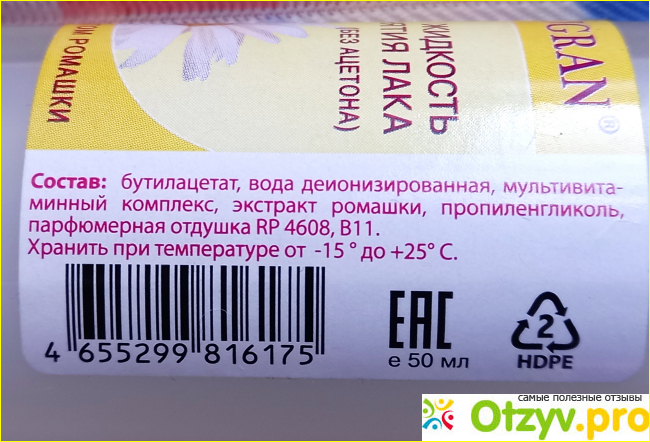 GRAN®
ЖИДКОСТЬ
ЯТИЯ ЛАКА
(БЕЗ АЦЕТОНА)
ОМ РОМАШКИ
Состав: бутилацетат, вода деионизированная, мультивита-
минный комплекс, экстракт ромашки, пропиленгликоль,
парфюмерная отдушка RP 4608, В11.
Хранить при температуре от -15 ° до +25° С.
4 655299 816175
EAC
е 50 мл
2
HDPE
самые полезные отзывы
Otzyv.pro